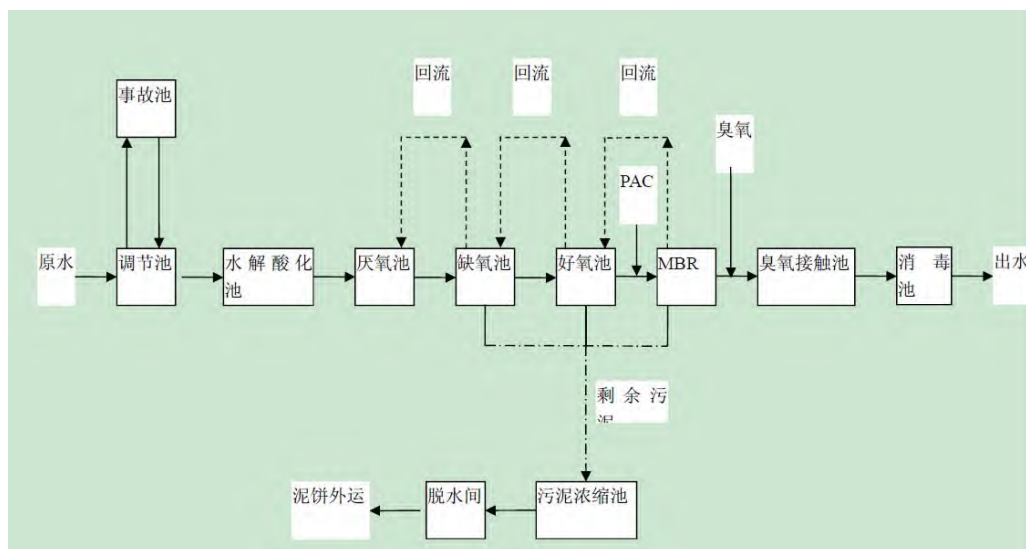 回流
回流
回流
事故池
臭氧
PAC
原水
调节池
水解酸化
池
厌氧池
缺氧池
好氧池
MBR
臭氧接触池
消毒
池
出水
剩余污
泥
泥饼外运
脱水间
污泥浓缩池